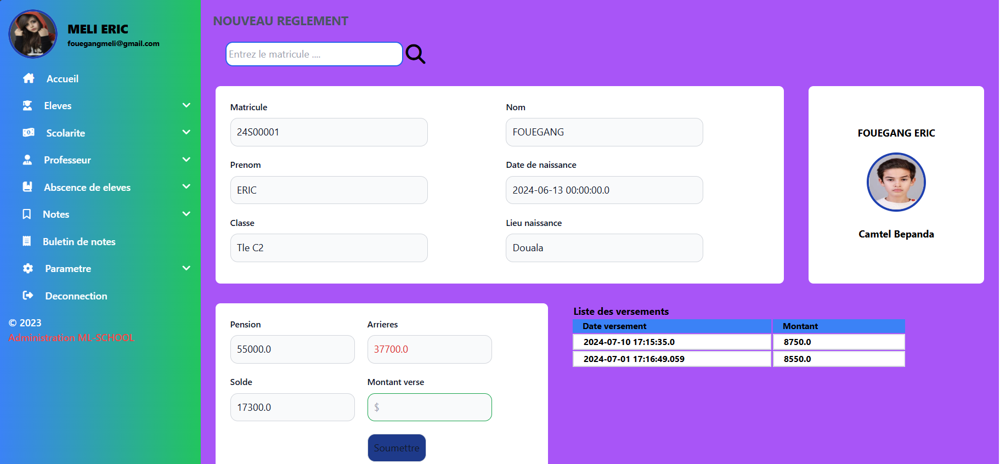 MELI ERIC
fouegangmeli@gmail.com
Accueil
Eleves
Scolarite
Professeur
Abscence de eleves
Notes
Buletin de notes
Parametre
Deconnection
© 2023
Administration ML-SCHOOL
NOUVEAU REGLEMENT
Entrez le matricule ....
Matricule
24S00001
Nom
FOUEGANG
Prenom
ERIC
Date de naissance
2024-06-13 00:00:00.0
Classe
Tle C2
Lieu naissance
Douala
FOUEGANG ERIC
Camtel Bepanda
Pension
55000.0
Arrieres
37700.0
Solde
17300.0
Montant verse
$
Soumettre
Liste des versements
Date versement Montant
2024-07-10 17:15:35.0 8750.0
2024-07-01 17:16:49.059 8550.0